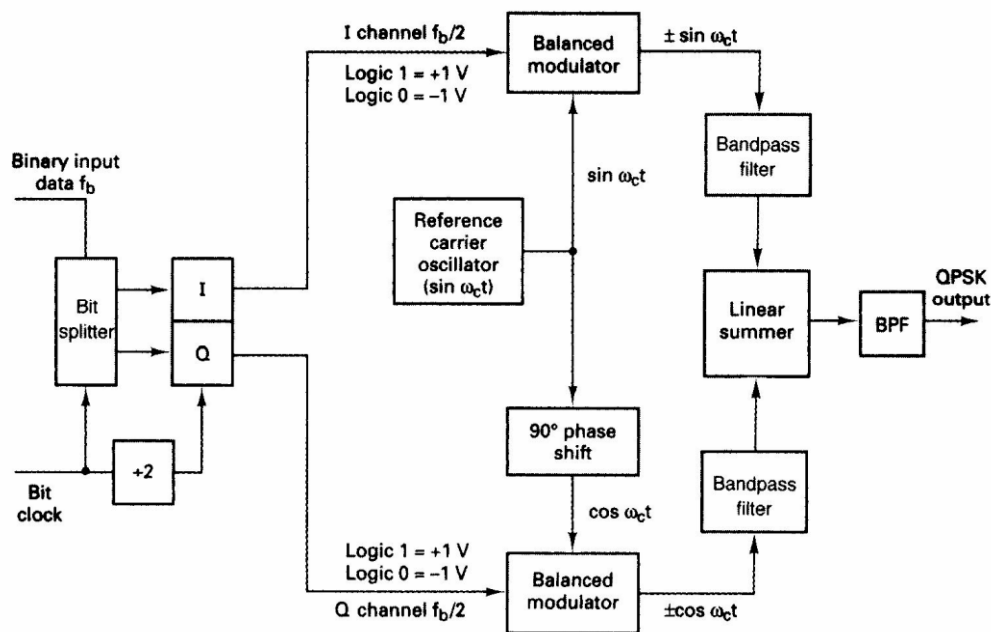 I channel f_b/2
Logic 1 = +1 V
Logic 0 = –1 V
Balanced
modulator
± sin ω_ct
Bandpass
filter
sin ω_ct
Binary input
data f_b
Reference
carrier
oscillator
(sin ω_ct)
Bit
splitter
I
Q
Linear
summer
BPF
QPSK
output
90° phase
shift
+2
Bit
clock
Bandpass
filter
cos ω_ct
Logic 1 = +1 V
Logic 0 = –1 V
Q channel f_b/2
Balanced
modulator
±cos ω_ct